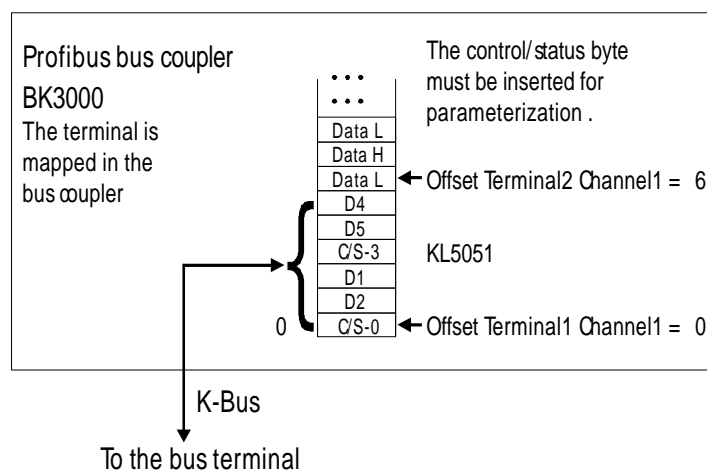 Profibus bus coupler
BK3000
The terminal is
mapped in the
bus coupler
The control/status byte
must be inserted for
parameterization .
...
...
Data L
Data H
Data L
Offset Terminal2 Channel1 = 6
D4
D5
C/S-3
KL5051
D1
D2
0
C/S-0
Offset Terminal1 Channel1 = 0
K-Bus
To the bus terminal